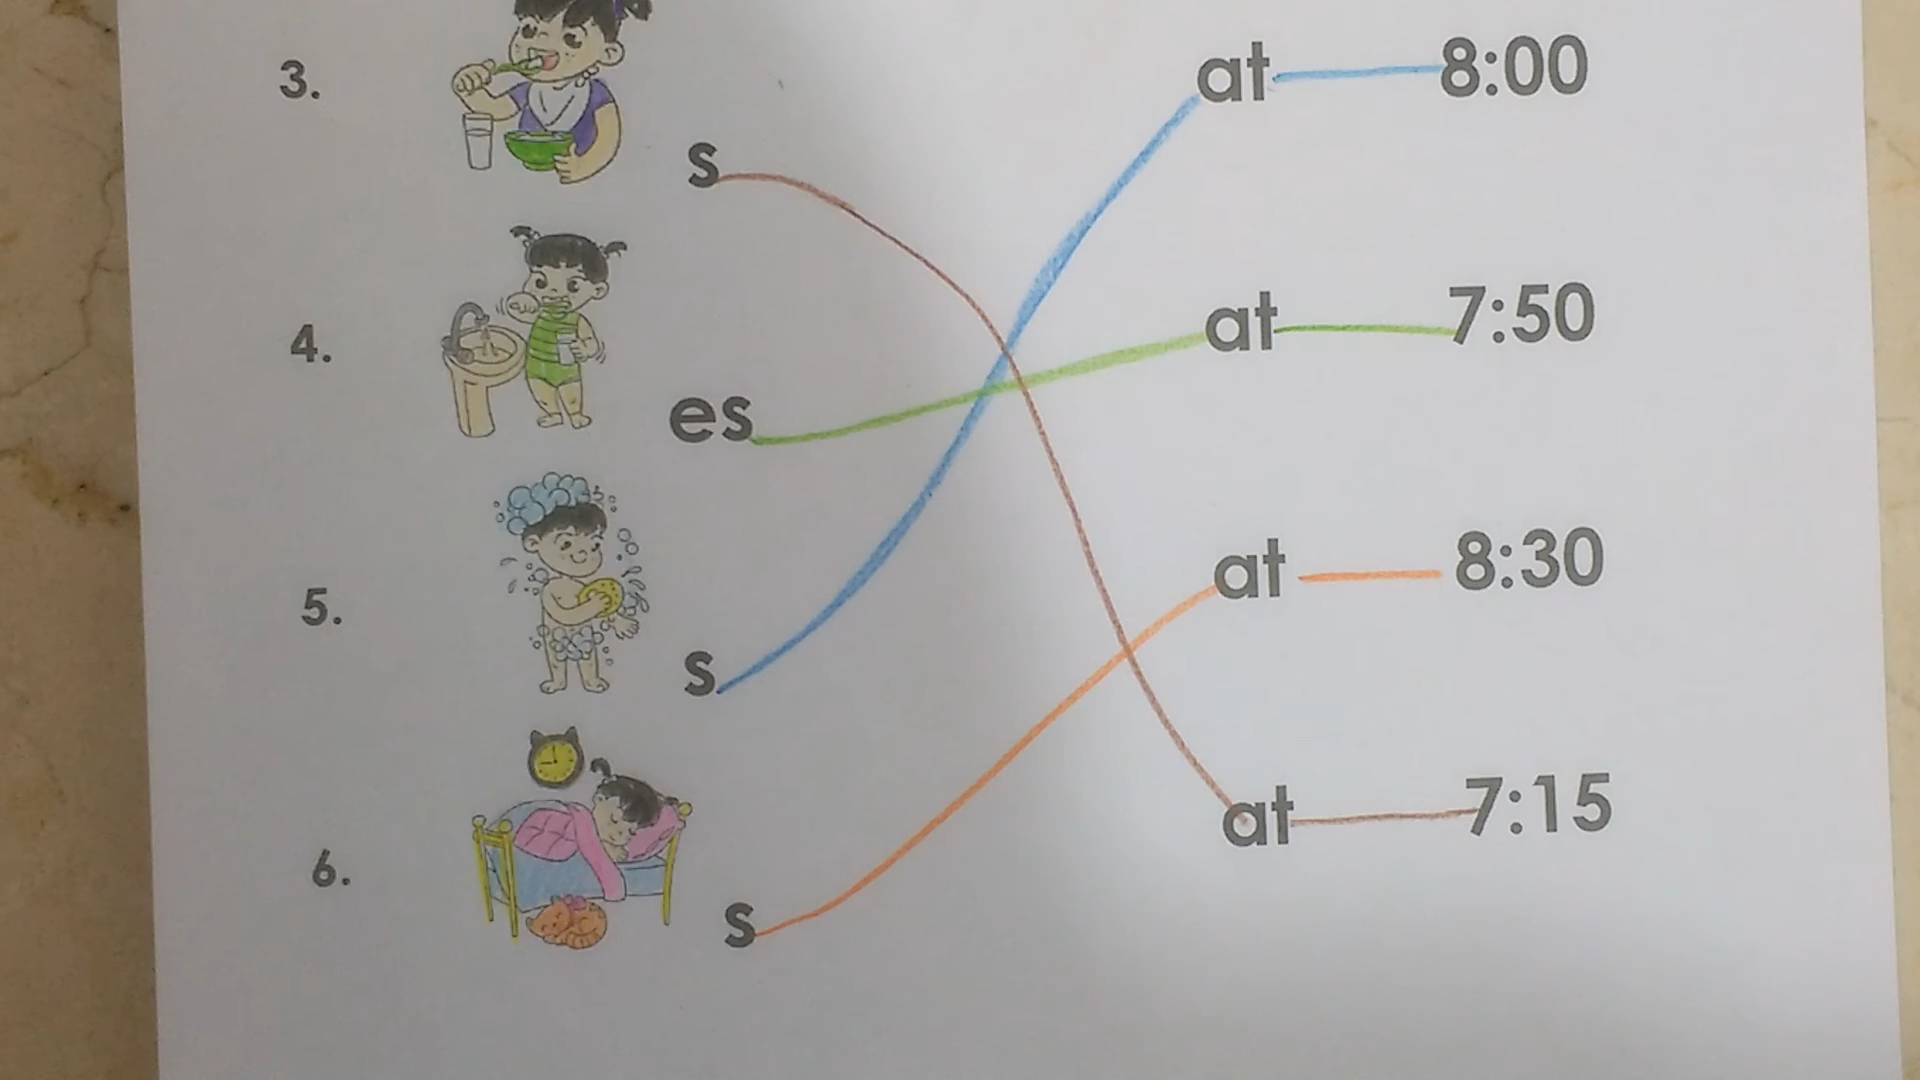 3. s at 8:00
4. es at 7:50
5. s at 8:30
6. s at 7:15